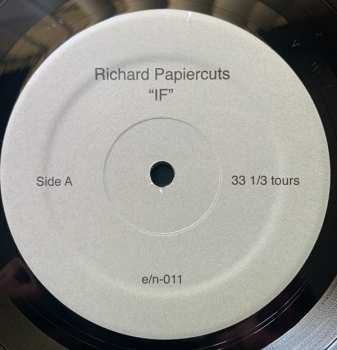 Richard Papiercuts
“IF”
Side A
33 1/3 tours
e/n-011